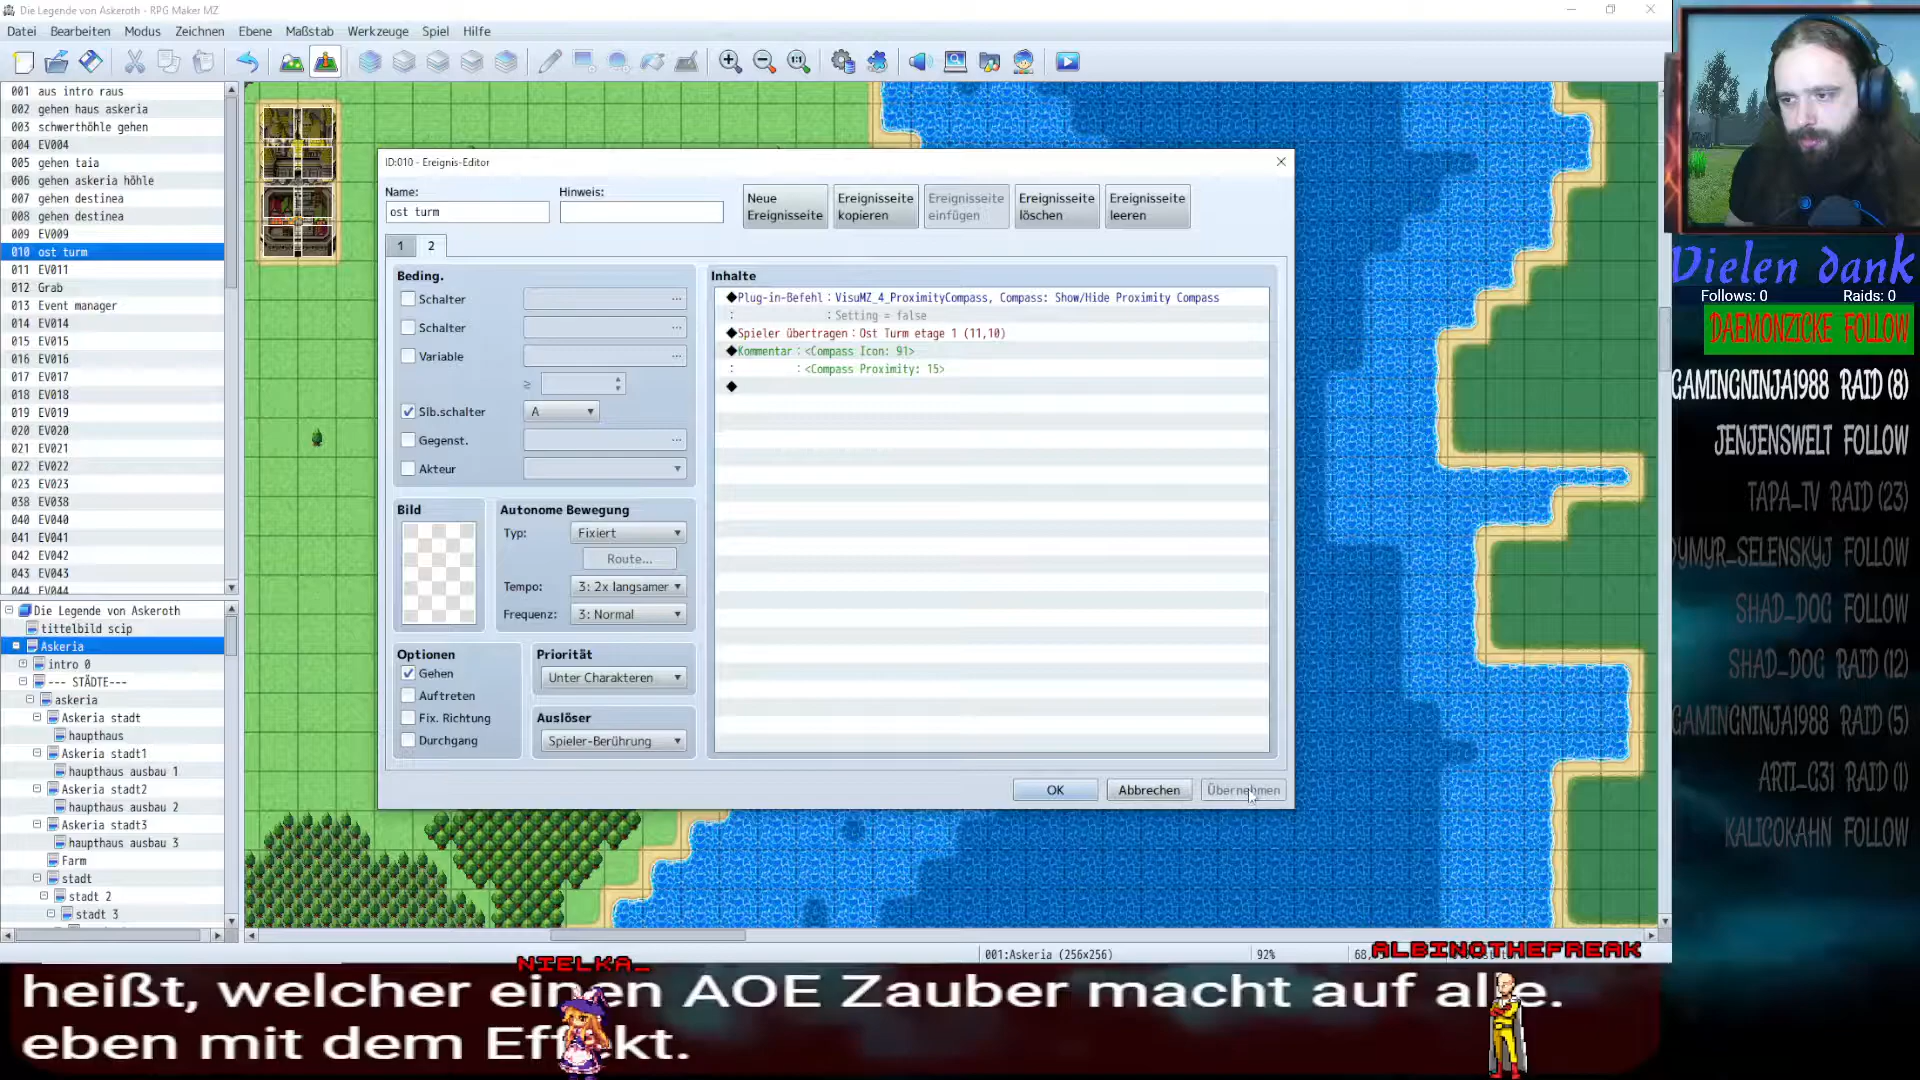 Die Legende von Askeroth - RPG Maker MZ
Datei Bearbeiten Modus Zeichnen Ebene Maßstab Werkzeuge Spiel Hilfe
001 aus intro raus
002 gehen haus askeria
003 schwerthöhle gehen
004 EV004
005 gehen taia
006 gehen askeria höhle
007 gehen destinea
008 gehen destinea
009 EV009
010 ost turm
011 EV011
012 Grab
013 Event manager
014 EV014
015 EV015
016 EV016
017 EV017
018 EV018
019 EV019
020 EV020
021 EV021
022 EV022
023 EV023
038 EV038
040 EV040
041 EV041
042 EV042
043 EV043
044 EV044
Die Legende von Askeroth
tittelbild scip
Askeria
intro 0
--- STÄDTE---
askeria
Askeria stadt
haupthaus
Askeria stadt1
haupthaus ausbau 1
Askeria stadt2
haupthaus ausbau 2
Askeria stadt3
haupthaus ausbau 3
Farm
stadt
stadt 2
stadt 3
ID:010 - Ereignis-Editor
Name:
Hinweis:
ost turm
Neue Ereignisseite
Ereignisseite kopieren
Ereignisseite einfügen
Ereignisseite löschen
Ereignisseite leeren
1 2
Beding.
Schalter
Schalter
Variable
≥
Slb.schalter A
Gegenst.
Akteur
Bild
Autonome Bewegung
Typ: Fixiert
Route...
Tempo: 3: 2x langsamer
Frequenz: 3: Normal
Optionen
Gehen
Auftreten
Fix. Richtung
Durchgang
Priorität
Unter Charakteren
Auslöser
Spieler-Berührung
Inhalte
◆Plug-in-Befehl : VisuMZ_4_ProximityCompass, Compass: Show/Hide Proximity Compass
: : Setting = false
◆Spieler übertragen : Ost Turm etage 1 (11,10)
◆Kommentar : <Compass Icon: 91>
: : <Compass Proximity: 15>
◆
OK Abbrechen Übernehmen
001:Askeria (256x256) 92% 68,
Vielen dank
Follows: 0 Raids: 0
DAEMONZICKE FOLLOW
GAMINGNINJA1988 RAID (8)
JENJENSWELT FOLLOW
TAPA_TV RAID (23)
DYMYR_SELENSKYJ FOLLOW
SHAD_DOG FOLLOW
SHAD_DOG RAID (12)
GAMINGNINJA1988 RAID (5)
ARTI_G31 RAID (1)
KALICOKAHN FOLLOW
NIELKA_
ALBINOTHEFREAK
heißt, welcher einen AOE Zauber macht auf alle.
eben mit dem Effekt.